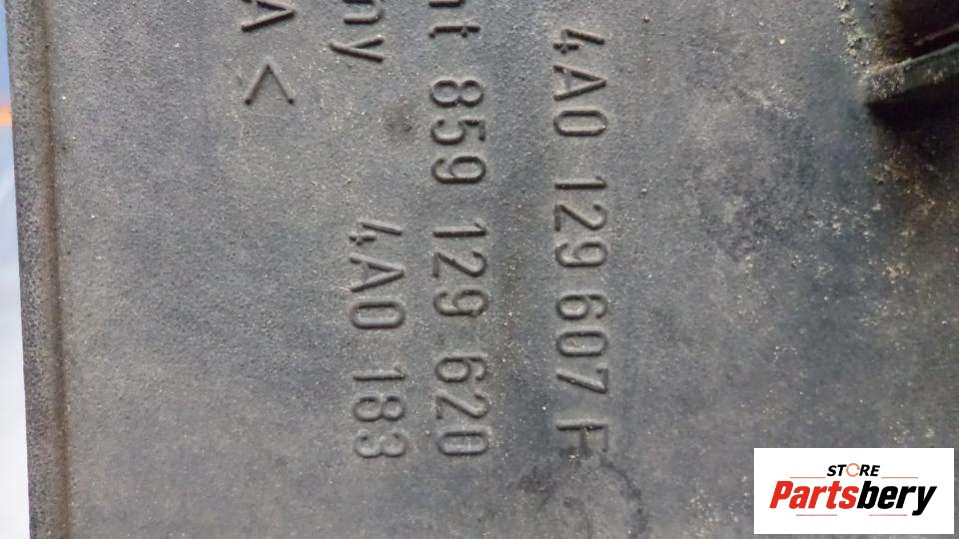 4A0 129 607 F
nt 859 129 620
4A0 183
ny
A <
STORE
Partsbery